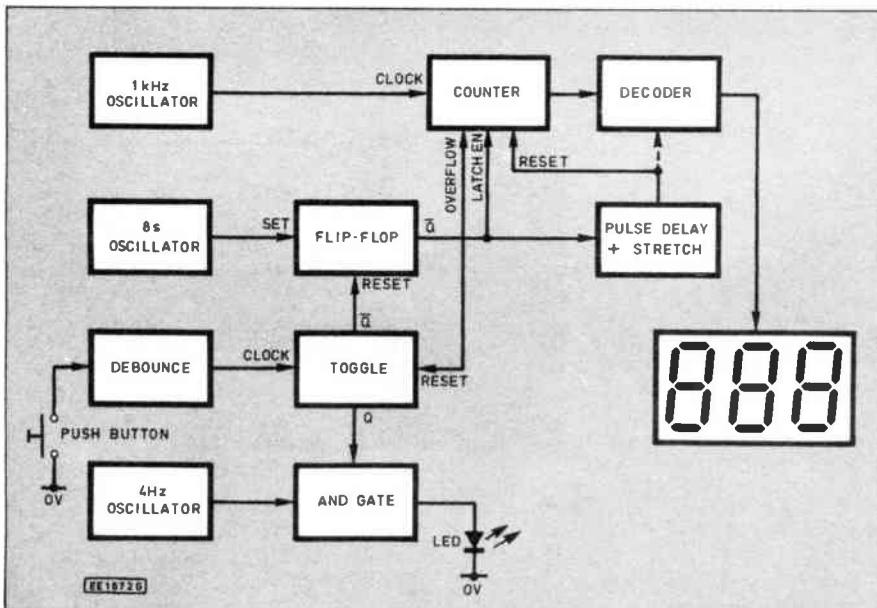 1kHz
OSCILLATOR
CLOCK
COUNTER
DECODER
OVERFLOW
LATCH EN
RESET
8s
OSCILLATOR
SET
FLIP-FLOP
Q̅
PULSE DELAY
+ STRETCH
RESET
Q̅
DEBOUNCE
CLOCK
TOGGLE
RESET
PUSH BUTTON
0V
Q
888
4Hz
OSCILLATOR
AND GATE
LED
0V
EE1672G